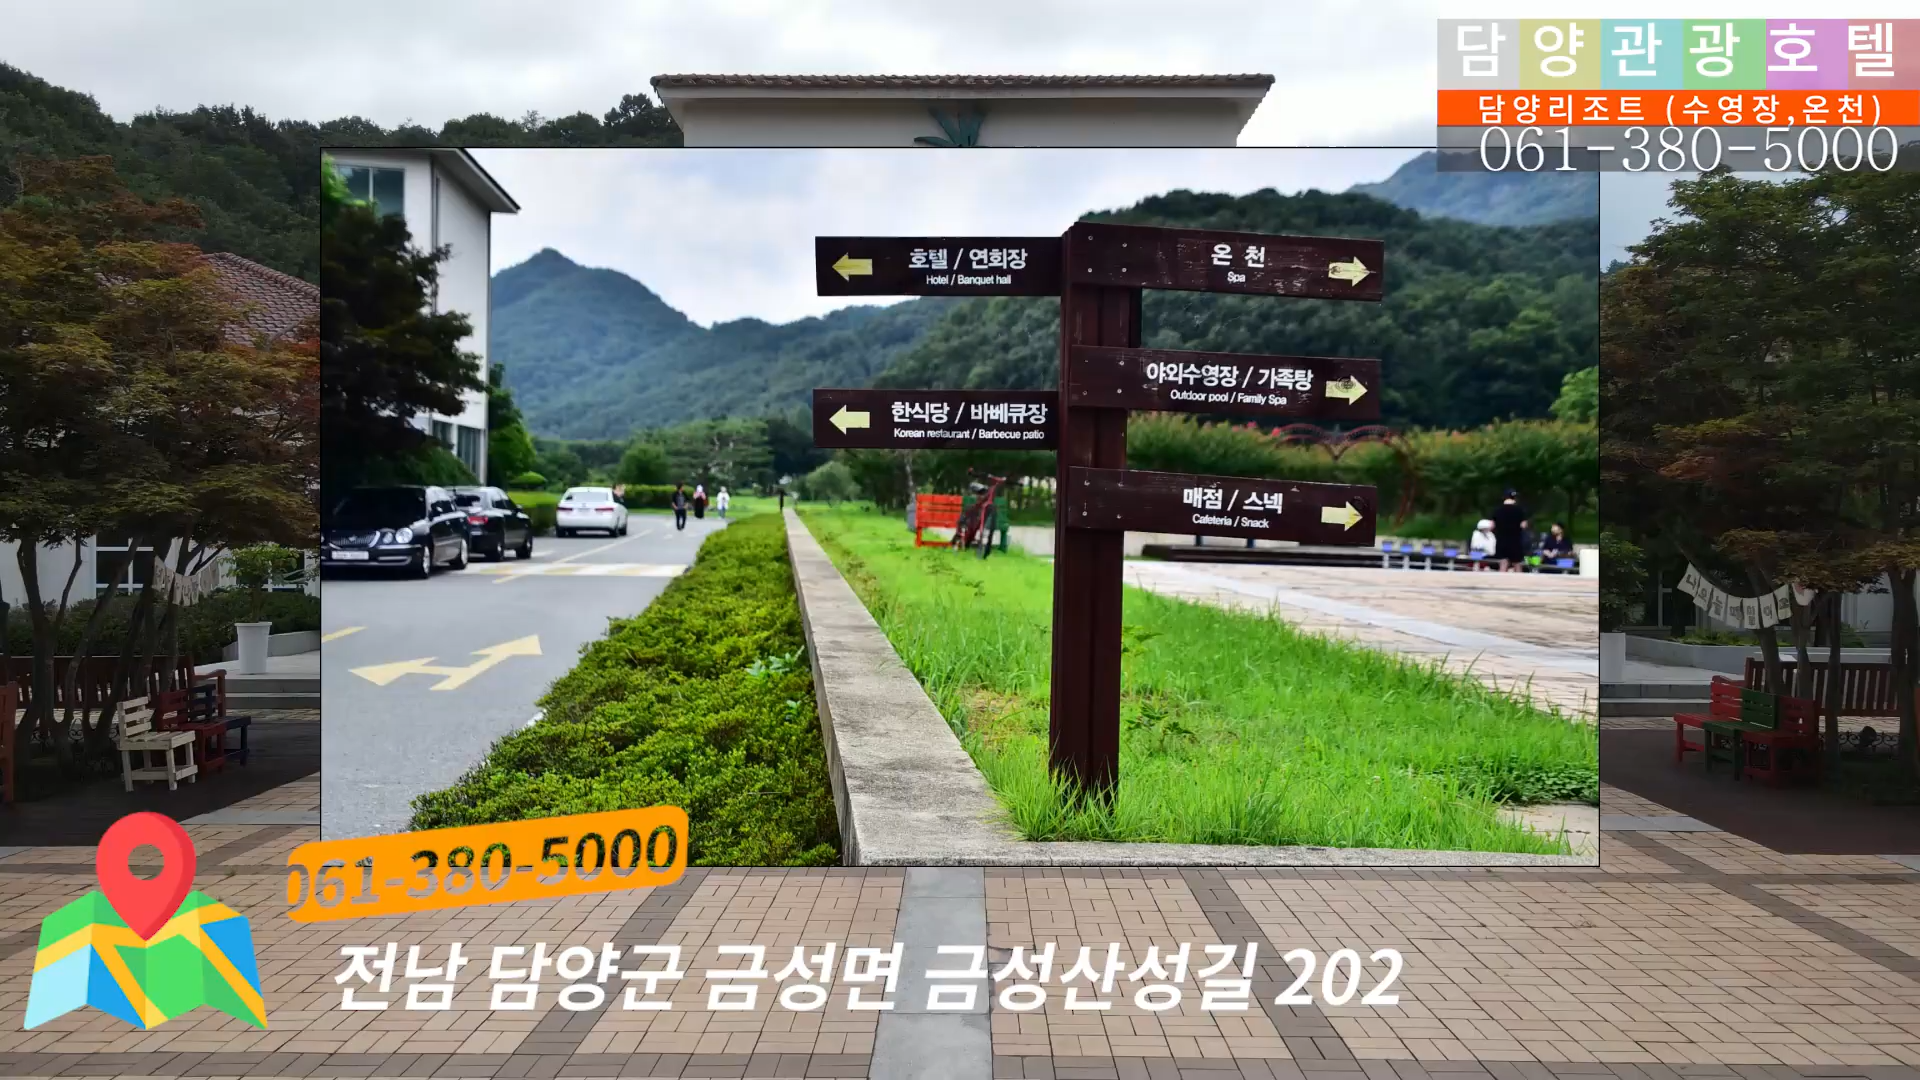 담양관광호텔
담양리조트 (수영장,온천)
061-380-5000
호텔 / 연회장
Hotel / Banquet hall
온 천
Spa
야외수영장 / 가족탕
Outdoor pool / Family Spa
한식당 / 바베큐장
Korean restaurant / Barbecue patio
매점 / 스넥
Cafeteria / Snack
061-380-5000
전남 담양군 금성면 금성산성길 202